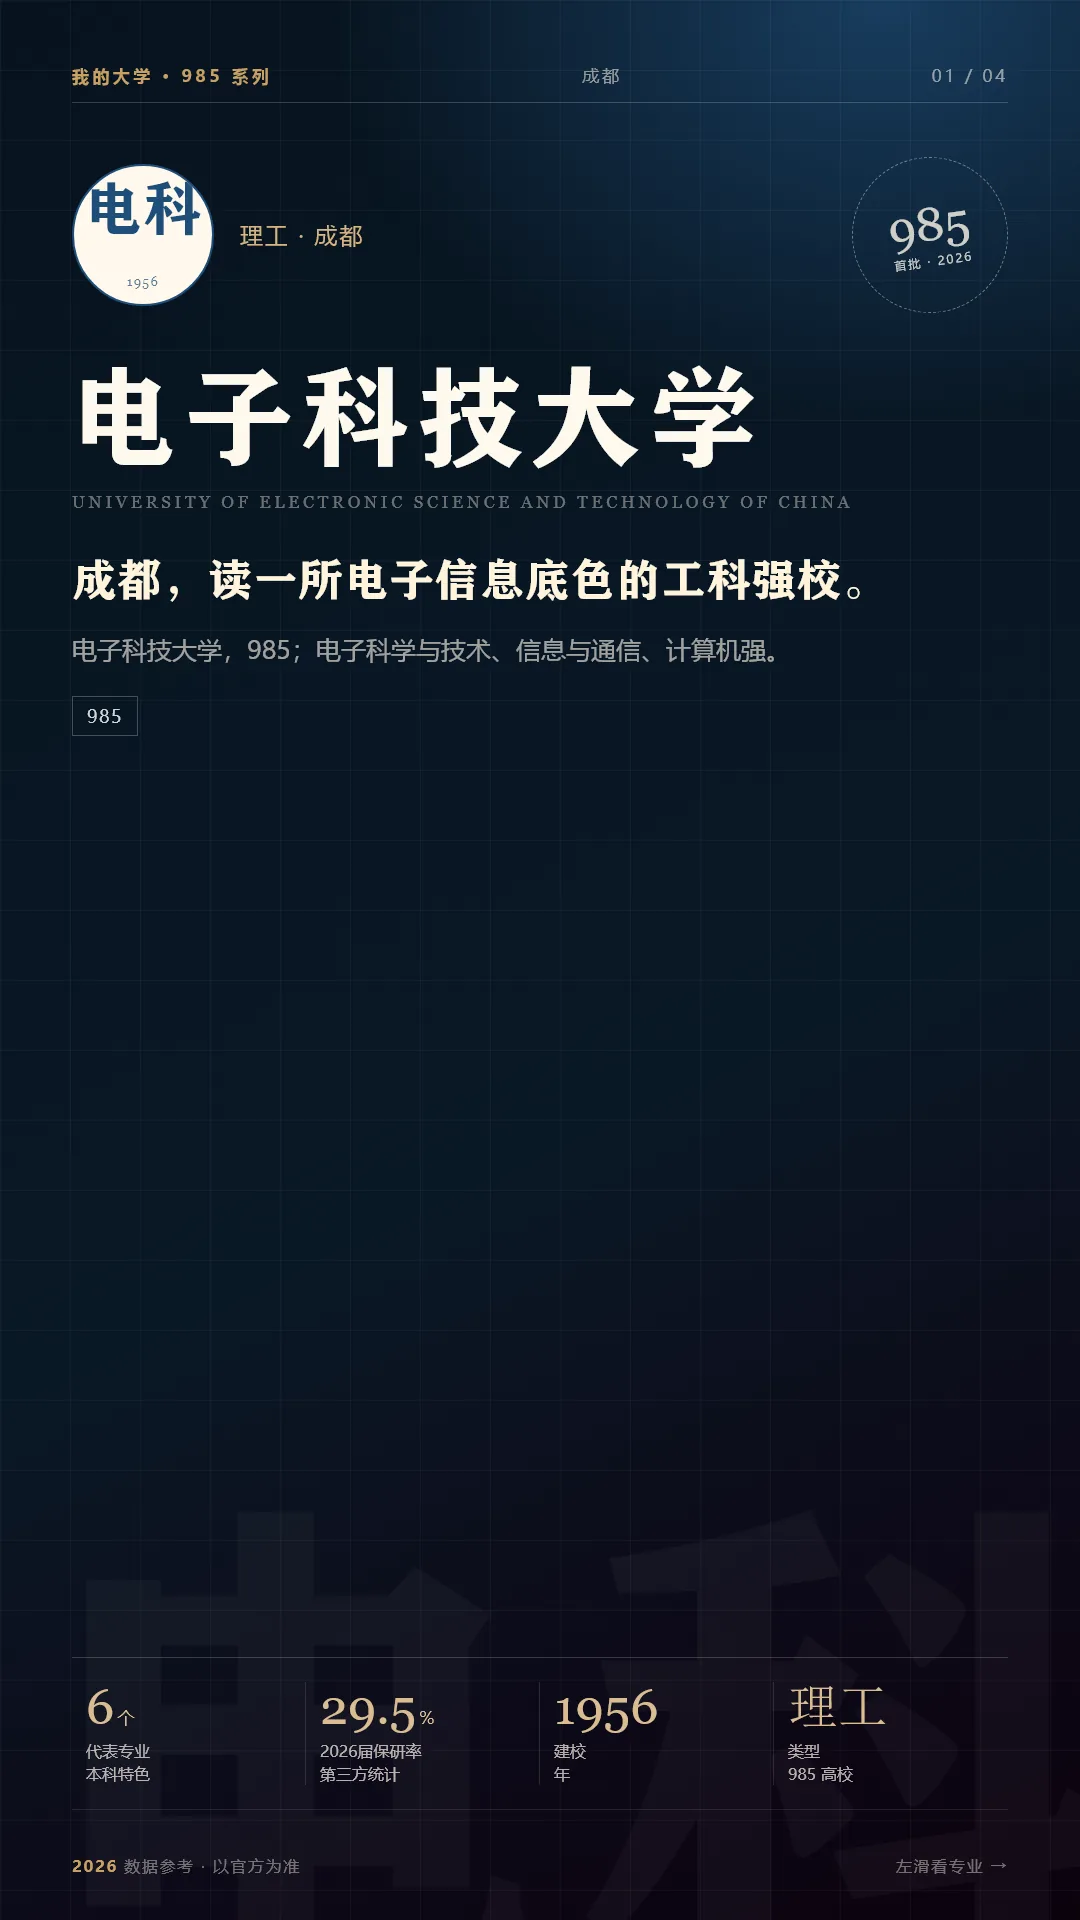 我的大学 · 985 系列
成都
01 / 04
电科
1956
理工 · 成都
985
首批 · 2026
电子科技大学
UNIVERSITY OF ELECTRONIC SCIENCE AND TECHNOLOGY OF CHINA
成都，读一所电子信息底色的工科强校。
电子科技大学，985；电子科学与技术、信息与通信、计算机强。
985
电科
6个
代表专业
本科特色
29.5%
2026届保研率
第三方统计
1956
建校
年
理工
类型
985 高校
2026 数据参考 · 以官方为准
左滑看专业 →